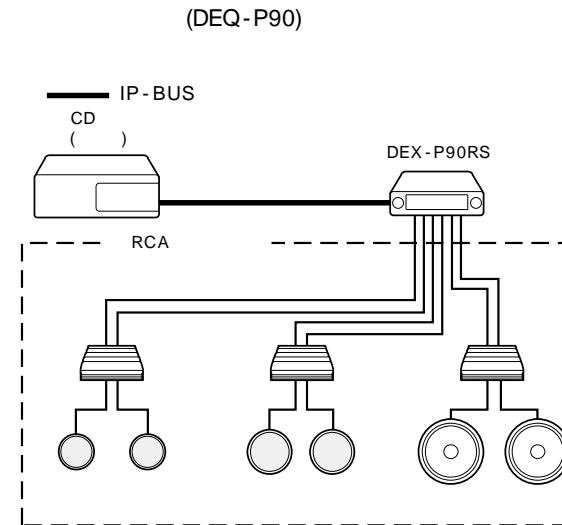 (DEQ-P90)
IP-BUS
CD
( )
DEX-P90RS
RCA